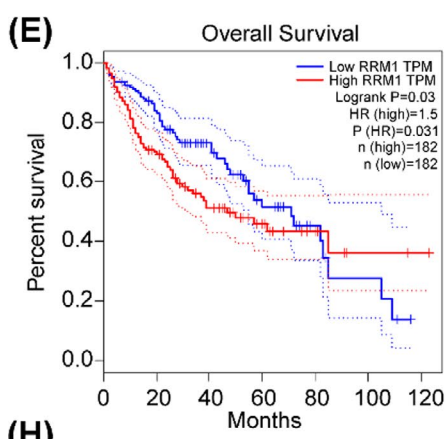 (E)
Overall Survival
Low RRM1 TPM
High RRM1 TPM
Logrank P=0.03
HR (high)=1.5
P (HR)=0.031
n (high)=182
n (low)=182
Percent survival
1.0
0.8
0.6
0.4
0.2
0.0
0 20 40 60 80 100 120
Months
(H)